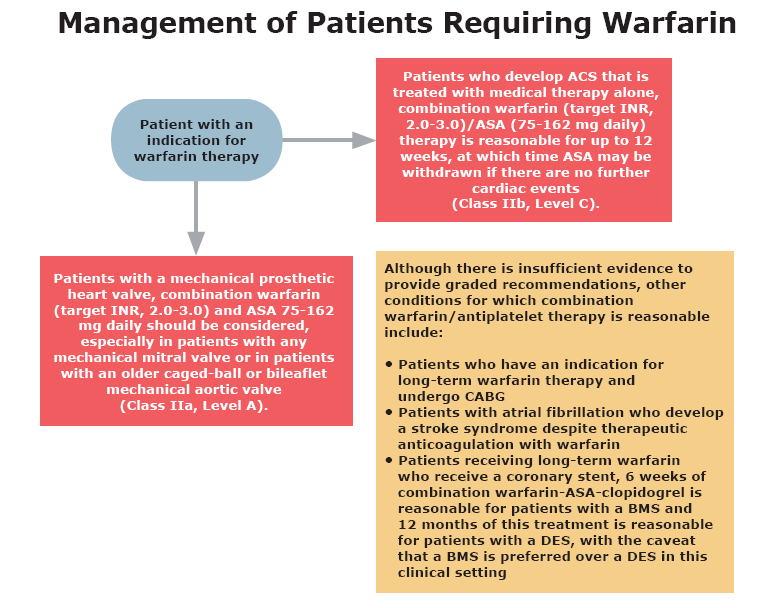 Management of Patients Requiring Warfarin
Patient with an
indication for
warfarin therapy
Patients who develop ACS that is
treated with medical therapy alone,
combination warfarin (target INR,
2.0-3.0)/ASA (75-162 mg daily)
therapy is reasonable for up to 12
weeks, at which time ASA may be
withdrawn if there are no further
cardiac events
(Class IIb, Level C).
Patients with a mechanical prosthetic
heart valve, combination warfarin
(target INR, 2.0-3.0) and ASA 75-162
mg daily should be considered,
especially in patients with any
mechanical mitral valve or in patients
with an older caged-ball or bileaflet
mechanical aortic valve
(Class IIa, Level A).
Although there is insufficient evidence to
provide graded recommendations, other
conditions for which combination
warfarin/antiplatelet therapy is reasonable
include:
• Patients who have an indication for
long-term warfarin therapy and
undergo CABG
• Patients with atrial fibrillation who develop
a stroke syndrome despite therapeutic
anticoagulation with warfarin
• Patients receiving long-term warfarin
who receive a coronary stent, 6 weeks of
combination warfarin-ASA-clopidogrel is
reasonable for patients with a BMS and
12 months of this treatment is reasonable
for patients with a DES, with the caveat
that a BMS is preferred over a DES in this
clinical setting